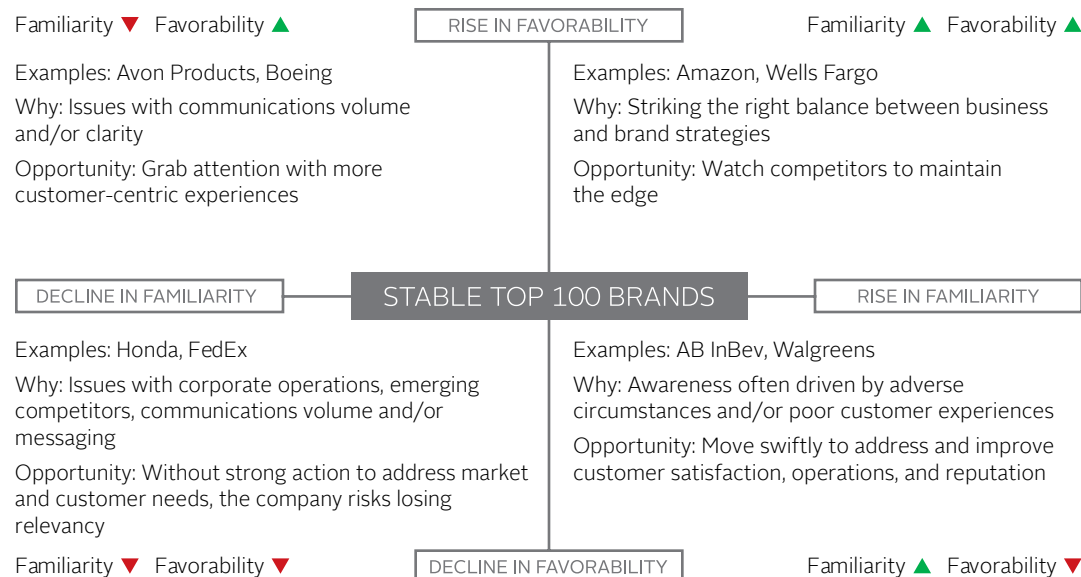 Familiarity ▼ Favorability ▲
RISE IN FAVORABILITY
Familiarity ▲ Favorability ▲
Examples: Avon Products, Boeing
Why: Issues with communications volume
and/or clarity
Opportunity: Grab attention with more
customer-centric experiences
Examples: Amazon, Wells Fargo
Why: Striking the right balance between business
and brand strategies
Opportunity: Watch competitors to maintain
the edge
DECLINE IN FAMILIARITY
STABLE TOP 100 BRANDS
RISE IN FAMILIARITY
Examples: Honda, FedEx
Why: Issues with corporate operations, emerging
competitors, communications volume and/or
messaging
Opportunity: Without strong action to address market
and customer needs, the company risks losing
relevancy
Examples: AB InBev, Walgreens
Why: Awareness often driven by adverse
circumstances and/or poor customer experiences
Opportunity: Move swiftly to address and improve
customer satisfaction, operations, and reputation
Familiarity ▼ Favorability ▼
DECLINE IN FAVORABILITY
Familiarity ▲ Favorability ▼